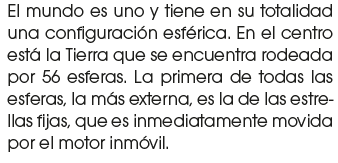 El mundo es uno y tiene en su totalidad
una configuración esférica. En el centro
está la Tierra que se encuentra rodeada
por 56 esferas. La primera de todas las
esferas, la más externa, es la de las estre-
llas fijas, que es inmediatamente movida
por el motor inmóvil.